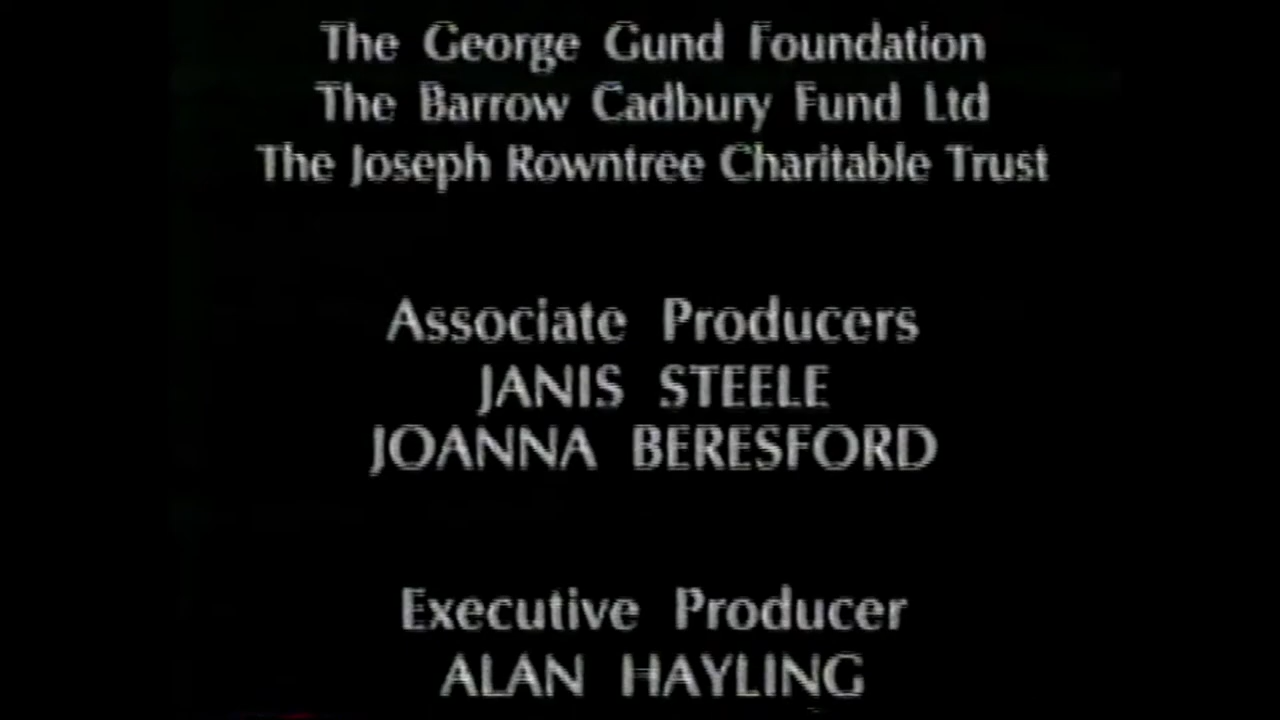 The George Gund Foundation
The Barrow Cadbury Fund Ltd
The Joseph Rowntree Charitable Trust
Associate Producers
JANIS STEELE
JOANNA BERESFORD
Executive Producer
ALAN HAYLING